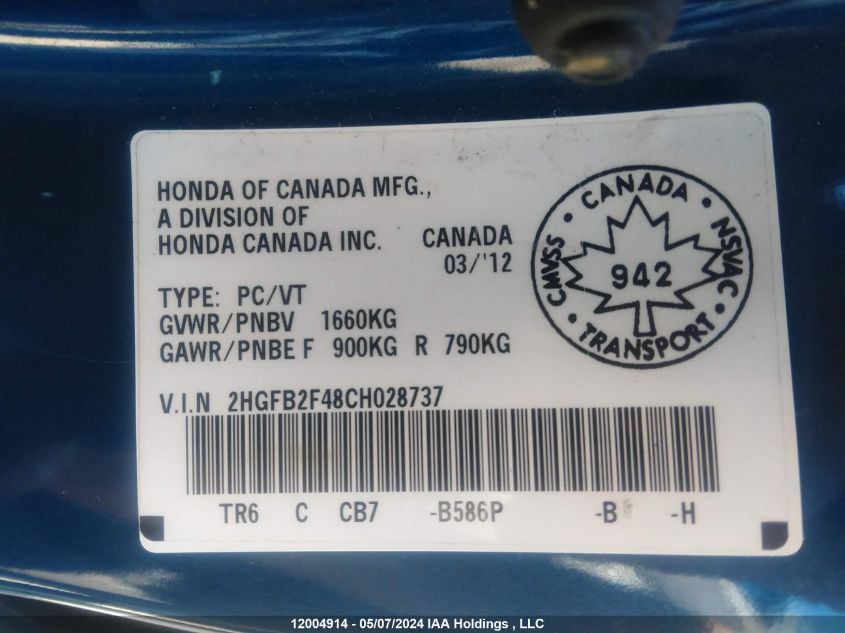 HONDA OF CANADA MFG.,
A DIVISION OF
HONDA CANADA INC. CANADA
03/'12
TYPE: PC/VT
GVWR/PNBV 1660KG
GAWR/PNBE F 900KG R 790KG
V.I.N 2HGFB2F48CH028737
TR6 C CB7 -B586P -B -H
CANADA
CMVSS NSVAC
942
TRANSPORT
12004914 - 05/07/2024 IAA Holdings , LLC